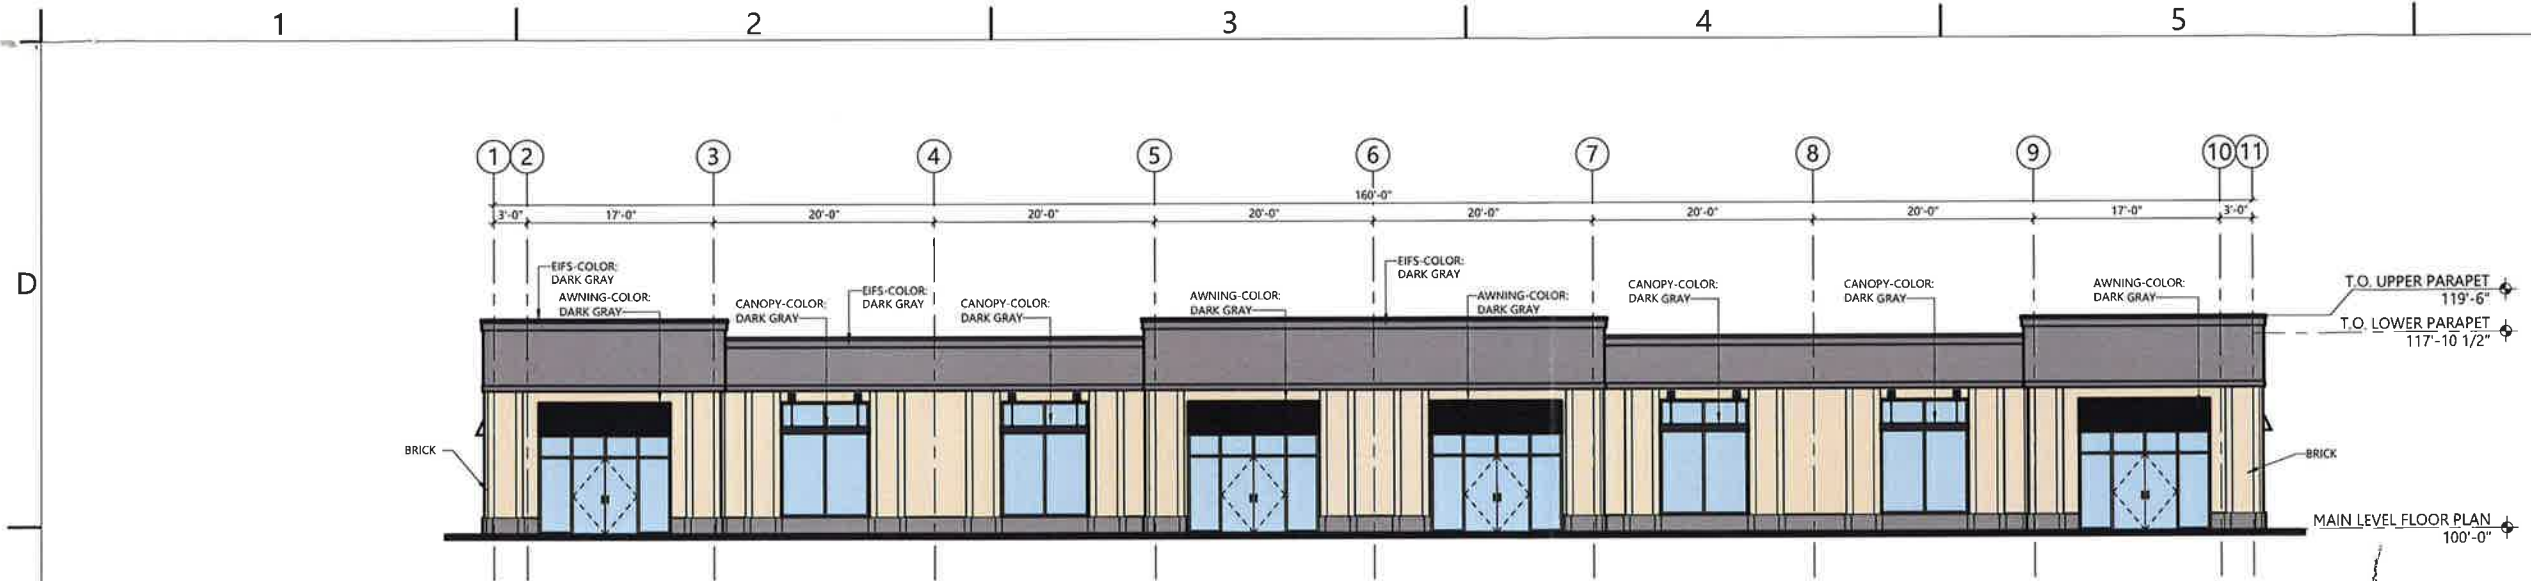 1 2 3 4 5
D
1 2 3 4 5 6 7 8 9 10 11
160'-0"
3'-0" 17'-0" 20'-0" 20'-0" 20'-0" 20'-0" 20'-0" 20'-0" 17'-0" 3'-0"
EIFS-COLOR:
DARK GRAY
AWNING-COLOR:
DARK GRAY
CANOPY-COLOR:
DARK GRAY
EIFS-COLOR:
DARK GRAY
CANOPY-COLOR:
DARK GRAY
AWNING-COLOR:
DARK GRAY
EIFS-COLOR:
DARK GRAY
AWNING-COLOR:
DARK GRAY
CANOPY-COLOR:
DARK GRAY
CANOPY-COLOR:
DARK GRAY
AWNING-COLOR:
DARK GRAY
T.O. UPPER PARAPET
119'-6"
T.O. LOWER PARAPET
117'-10 1/2"
BRICK
BRICK
MAIN LEVEL FLOOR PLAN
100'-0"